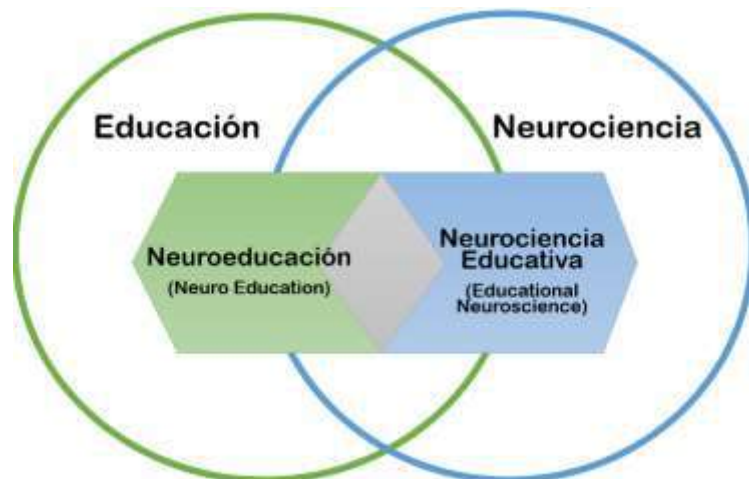 Educación
Neurociencia
Neuroeducación
(Neuro Education)
Neurociencia
Educativa
(Educational
Neuroscience)